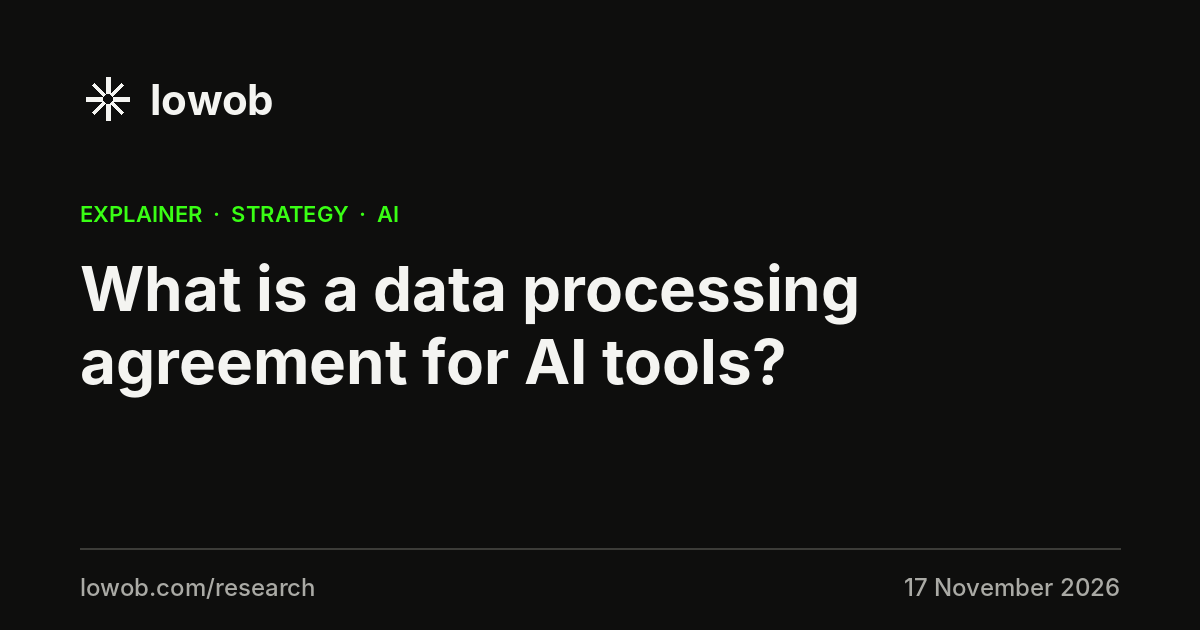 lowob
EXPLAINER · STRATEGY · AI
What is a data processing
agreement for AI tools?
lowob.com/research
17 November 2026